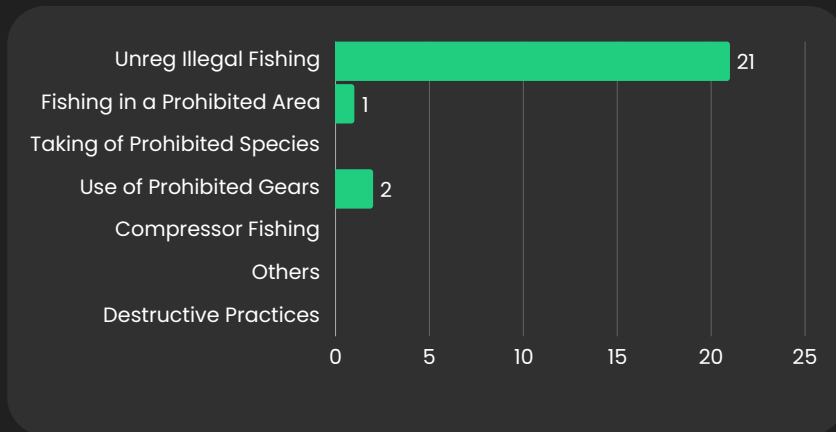 Unreg Illegal Fishing 21
Fishing in a Prohibited Area 1
Taking of Prohibited Species
Use of Prohibited Gears 2
Compressor Fishing
Others
Destructive Practices
0 5 10 15 20 25